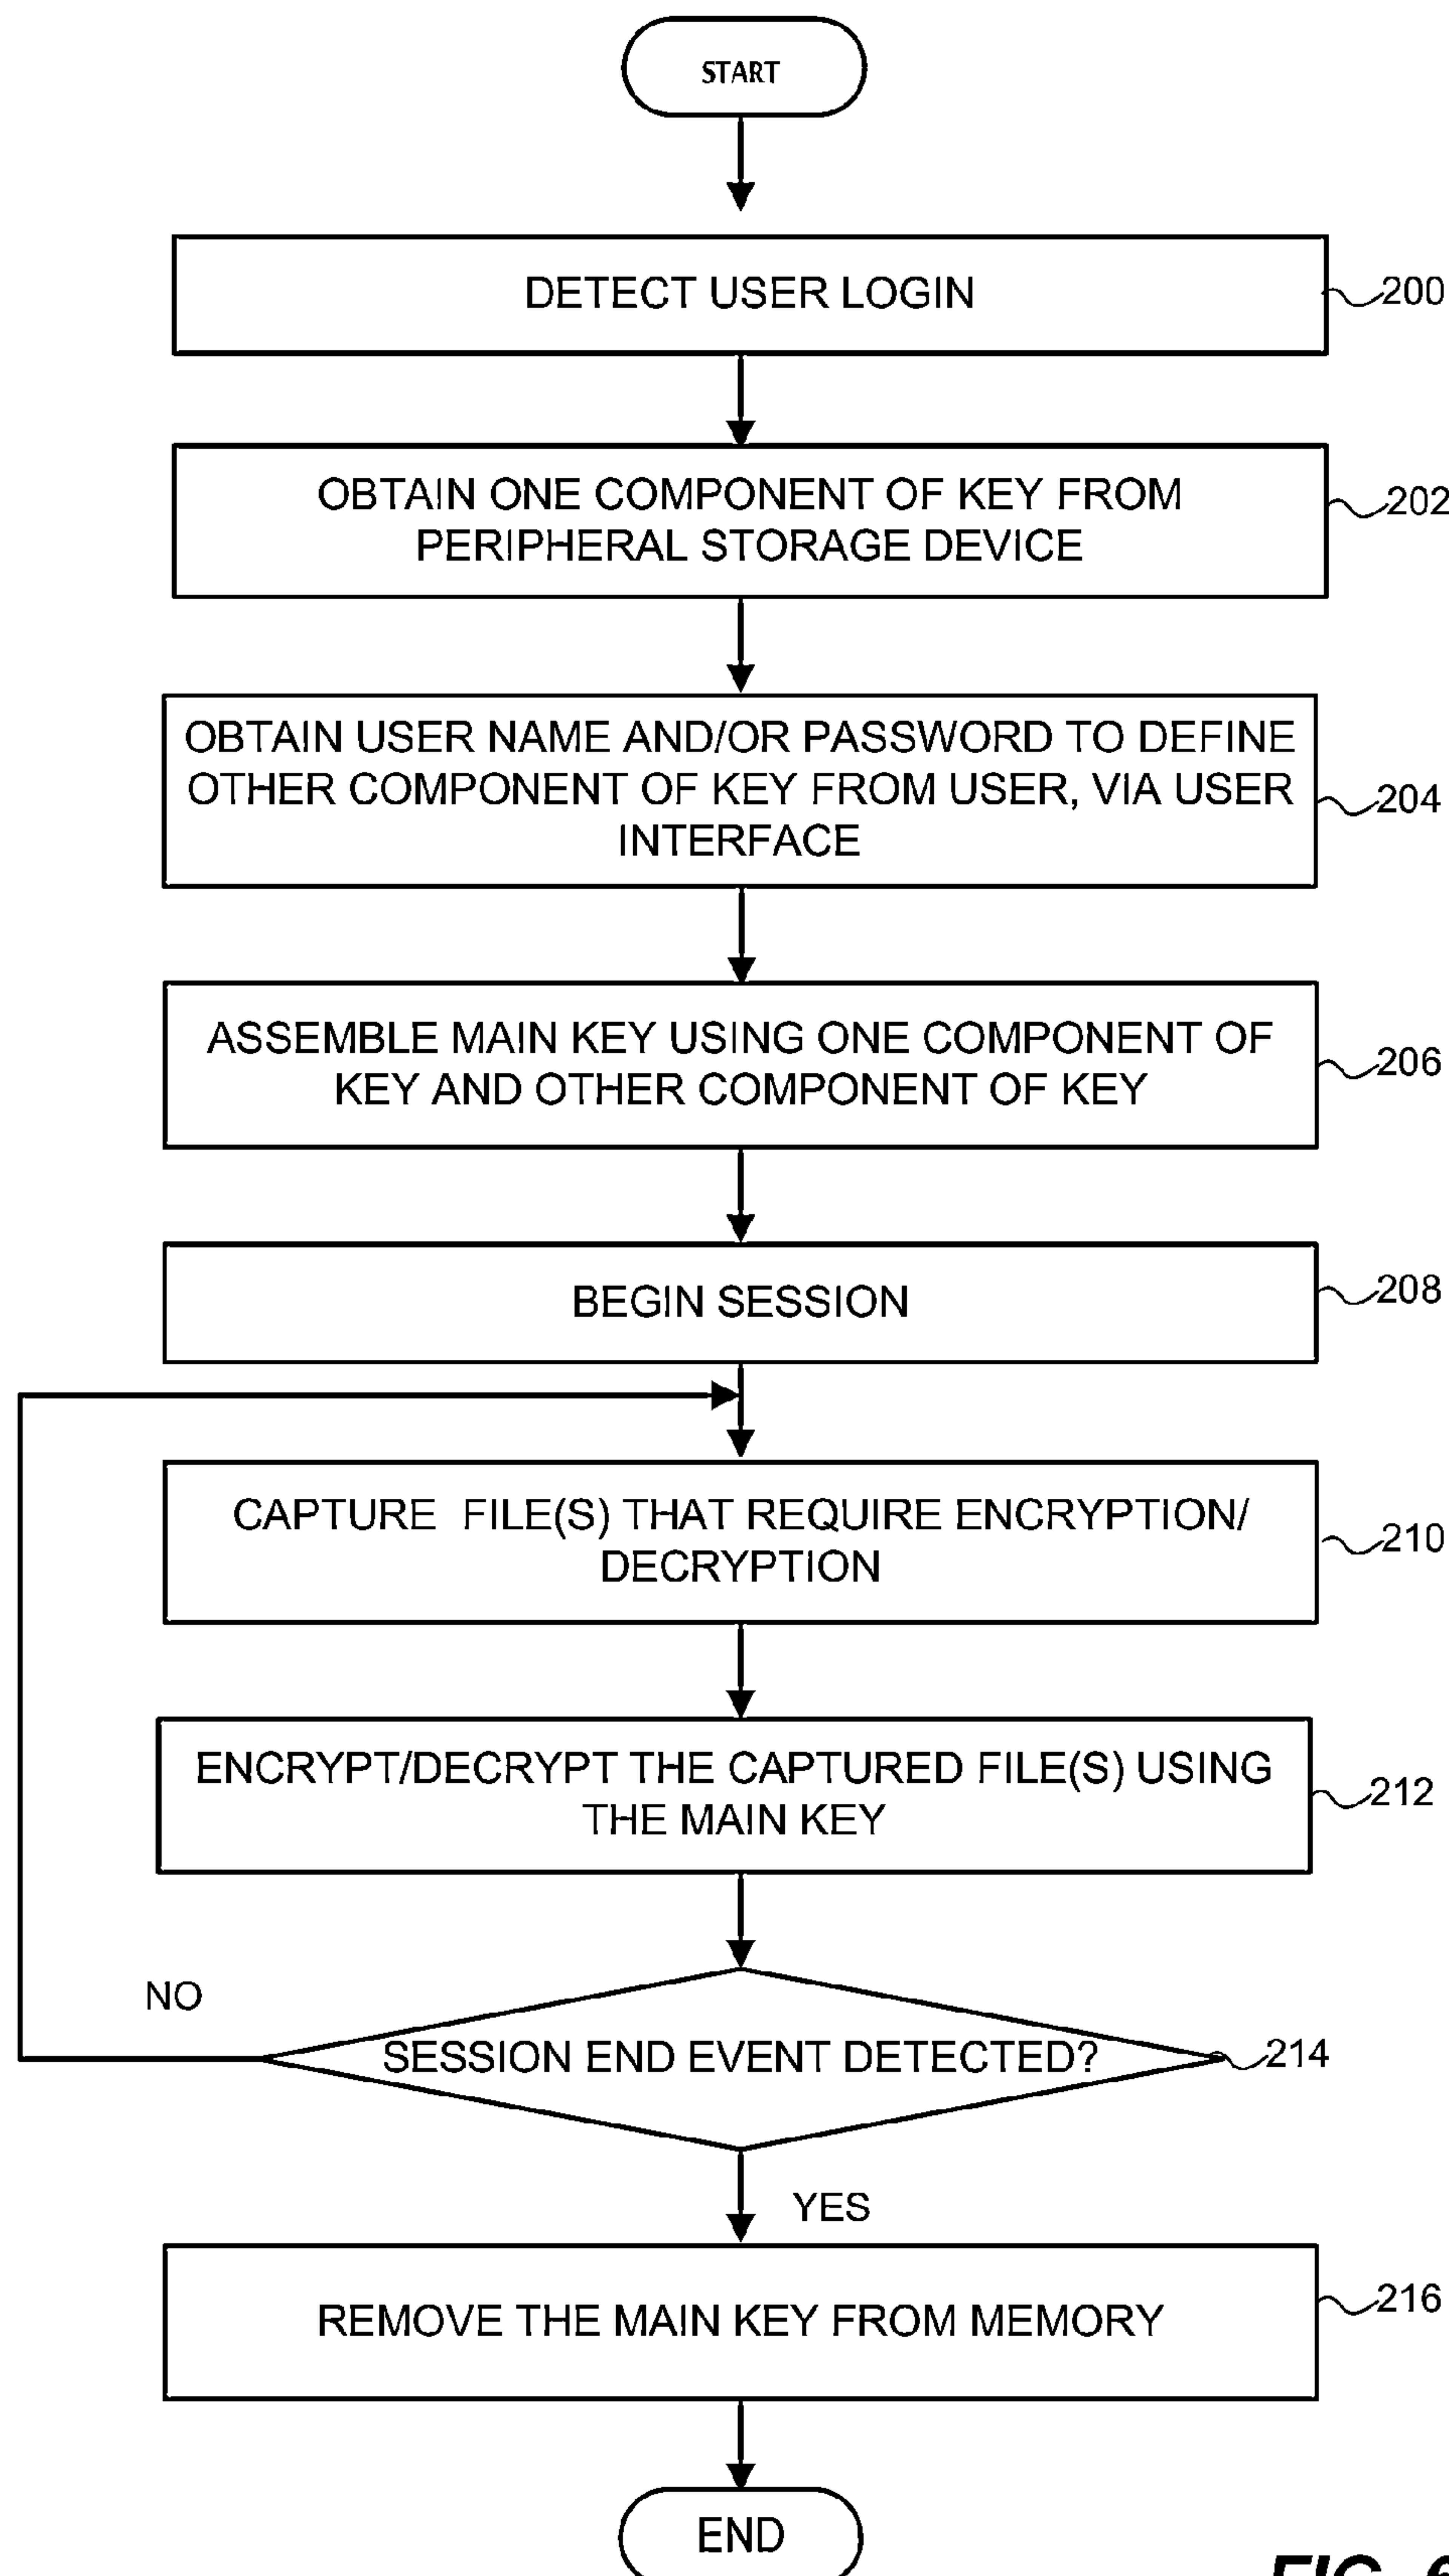 START
DETECT USER LOGIN
200
OBTAIN ONE COMPONENT OF KEY FROM
PERIPHERAL STORAGE DEVICE
202
OBTAIN USER NAME AND/OR PASSWORD TO DEFINE
OTHER COMPONENT OF KEY FROM USER, VIA USER
INTERFACE
204
ASSEMBLE MAIN KEY USING ONE COMPONENT OF
KEY AND OTHER COMPONENT OF KEY
206
BEGIN SESSION
208
CAPTURE FILE(S) THAT REQUIRE ENCRYPTION/
DECRYPTION
210
ENCRYPT/DECRYPT THE CAPTURED FILE(S) USING
THE MAIN KEY
212
NO
SESSION END EVENT DETECTED?
214
YES
REMOVE THE MAIN KEY FROM MEMORY
216
END
FIG.